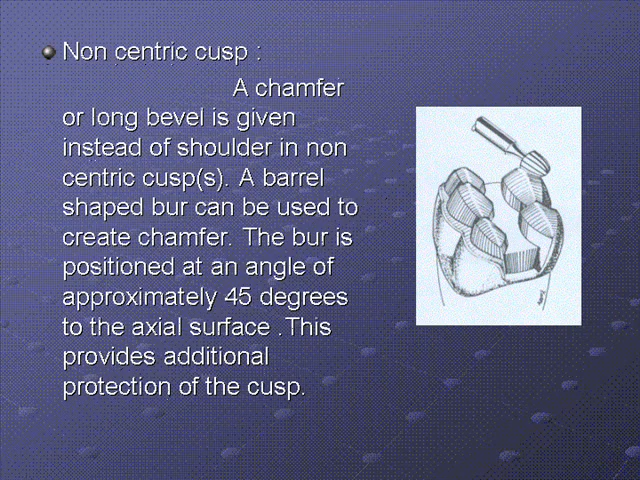 Non centric cusp :
A chamfer
or long bevel is given
instead of shoulder in non
centric cusp(s). A barrel
shaped bur can be used to
create chamfer. The bur is
positioned at an angle of
approximately 45 degrees
to the axial surface .This
provides additional
protection of the cusp.